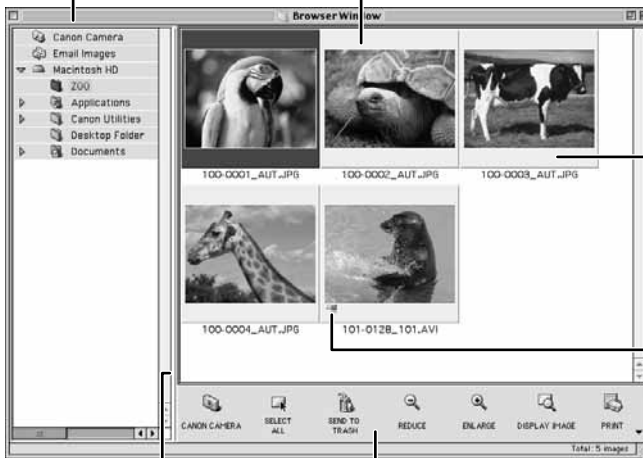 Browser Window
Canon Camera
Email Images
Macintosh HD
ZOO
Applications
Canon Utilities
Desktop Folder
Documents
100-0001_AUT.JPG
100-0002_AUT.JPG
100-0003_AUT.JPG
100-0004_AUT.JPG
101-0128_101.AVI
CANON CAMERA
SELECT ALL
SEND TO TRASH
REDUCE
ENLARGE
DISPLAY IMAGE
PRINT
Total: 5 images